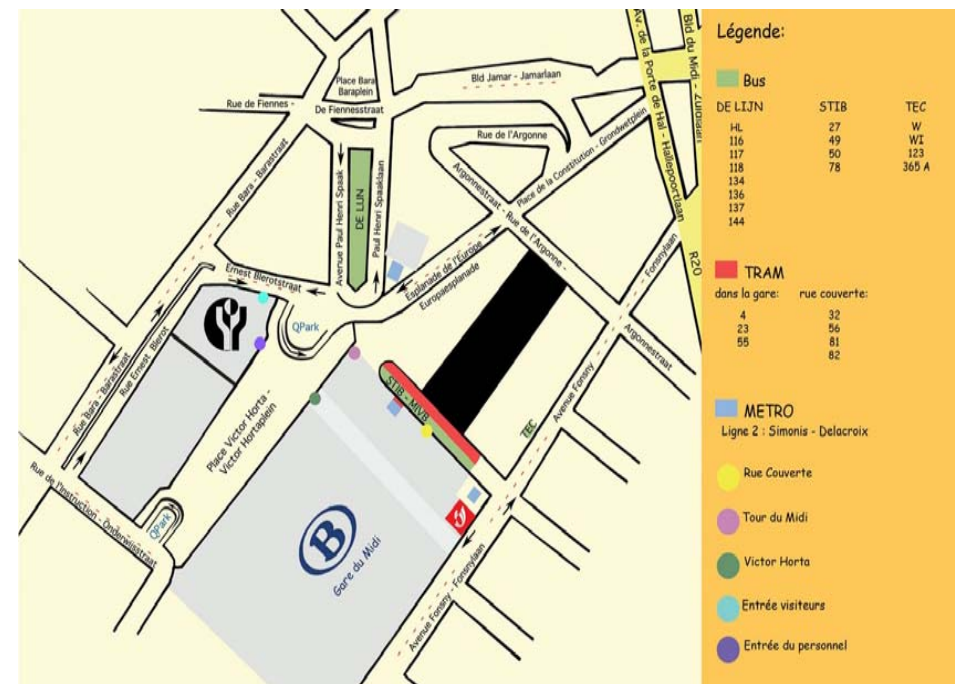 Place Bara
Baraplein
Bld Jamar - Jamarlaan
Av. de la Porte de Hal - Hallepoortlaan
Bld du Midi - Zuidlaan
Rue de Fiennes -
De Fiennesstraat
Rue de l'Argonne
Rue Bara - Barastraat
Avenue Paul Henri Spaak
DE LIJN
Paul Henri Spaaklaan
Argonnestraat - Rue de l'Argonne -
Place de la Constitution - Grondwetplein
Ernest Blerotstraat
Esplanade de l'Europe
Europaesplanade
Fonsnylaan
R20
QPark
Argonnestraat
Rue Bara - Barastraat
Rue Ernest Blerot
STIB - MIVB
TEC
Avenue Fonsny
Place Victor Horta -
Victor Hortaplein
Rue de l'Instruction - Onderwijsstraat
QPark
B
Gare du Midi
Avenue Fonsny - Fonsnylaan
Légende:
Bus
DE LIJN STIB TEC
HL 27 W
116 49 WI
117 50 123
118 78 365 A
134
136
137
144
TRAM
dans la gare: rue couverte:
4 32
23 56
55 81
82
METRO
Ligne 2 : Simonis - Delacroix
Rue Couverte
Tour du Midi
Victor Horta
Entrée visiteurs
Entrée du personnel